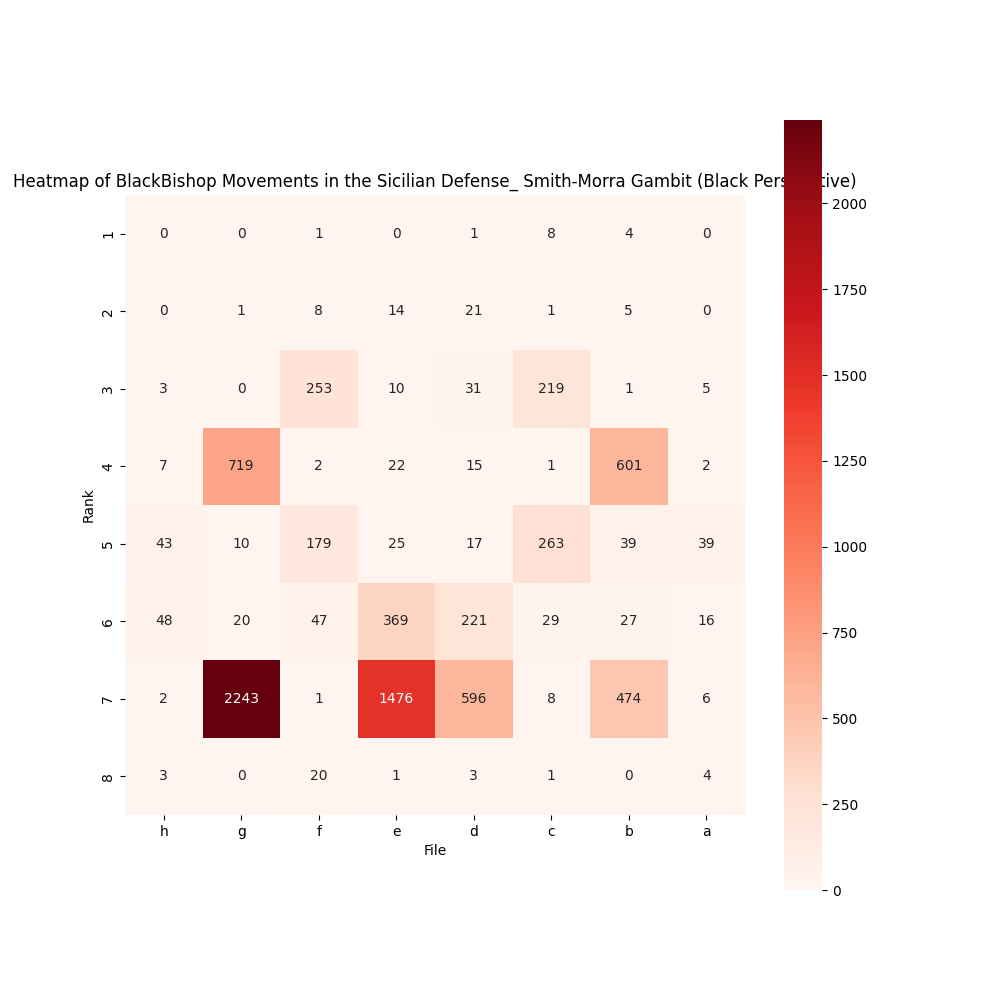 Heatmap of BlackBishop Movements in the Sicilian Defense_ Smith-Morra Gambit (Black Perspective)
2000
1 0 0 1 0 1 8 4 0
1750
2 0 1 8 14 21 1 5 0
1500
3 3 0 253 10 31 219 1 5
1250
4 7 719 2 22 15 1 601 2
Rank
1000
5 43 10 179 25 17 263 39 39
750
6 48 20 47 369 221 29 27 16
7 2 2243 1 1476 596 8 474 6
500
8 3 0 20 1 3 1 0 4
250
h g f e d c b a
File
0